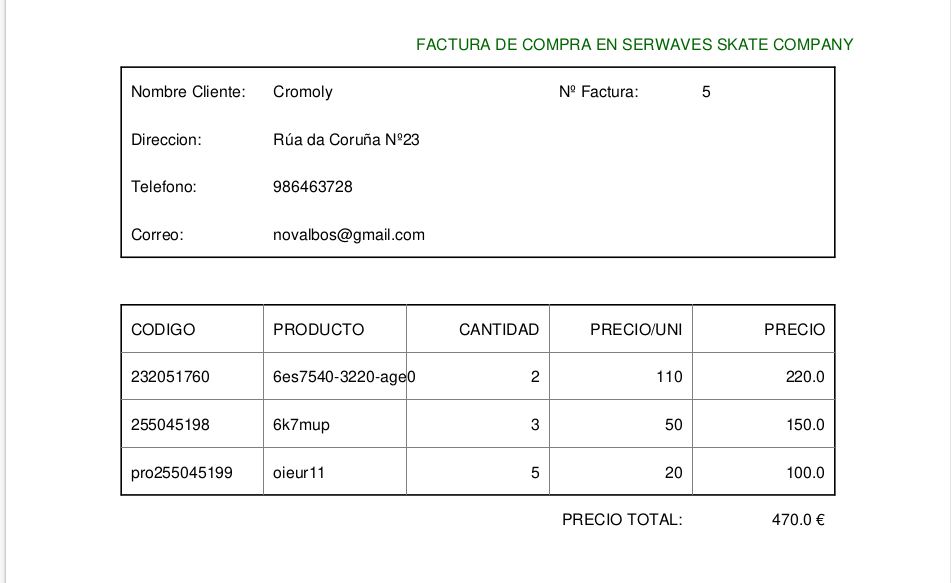 FACTURA DE COMPRA EN SERWAVES SKATE COMPANY
Nombre Cliente: Cromoly Nº Factura: 5
Direccion: Rúa da Coruña Nº23
Telefono: 986463728
Correo: novalbos@gmail.com
CODIGO PRODUCTO CANTIDAD PRECIO/UNI PRECIO
232051760 6es7540-3220-age0 2 110 220.0
255045198 6k7mup 3 50 150.0
pro255045199 oieur11 5 20 100.0
PRECIO TOTAL: 470.0 €